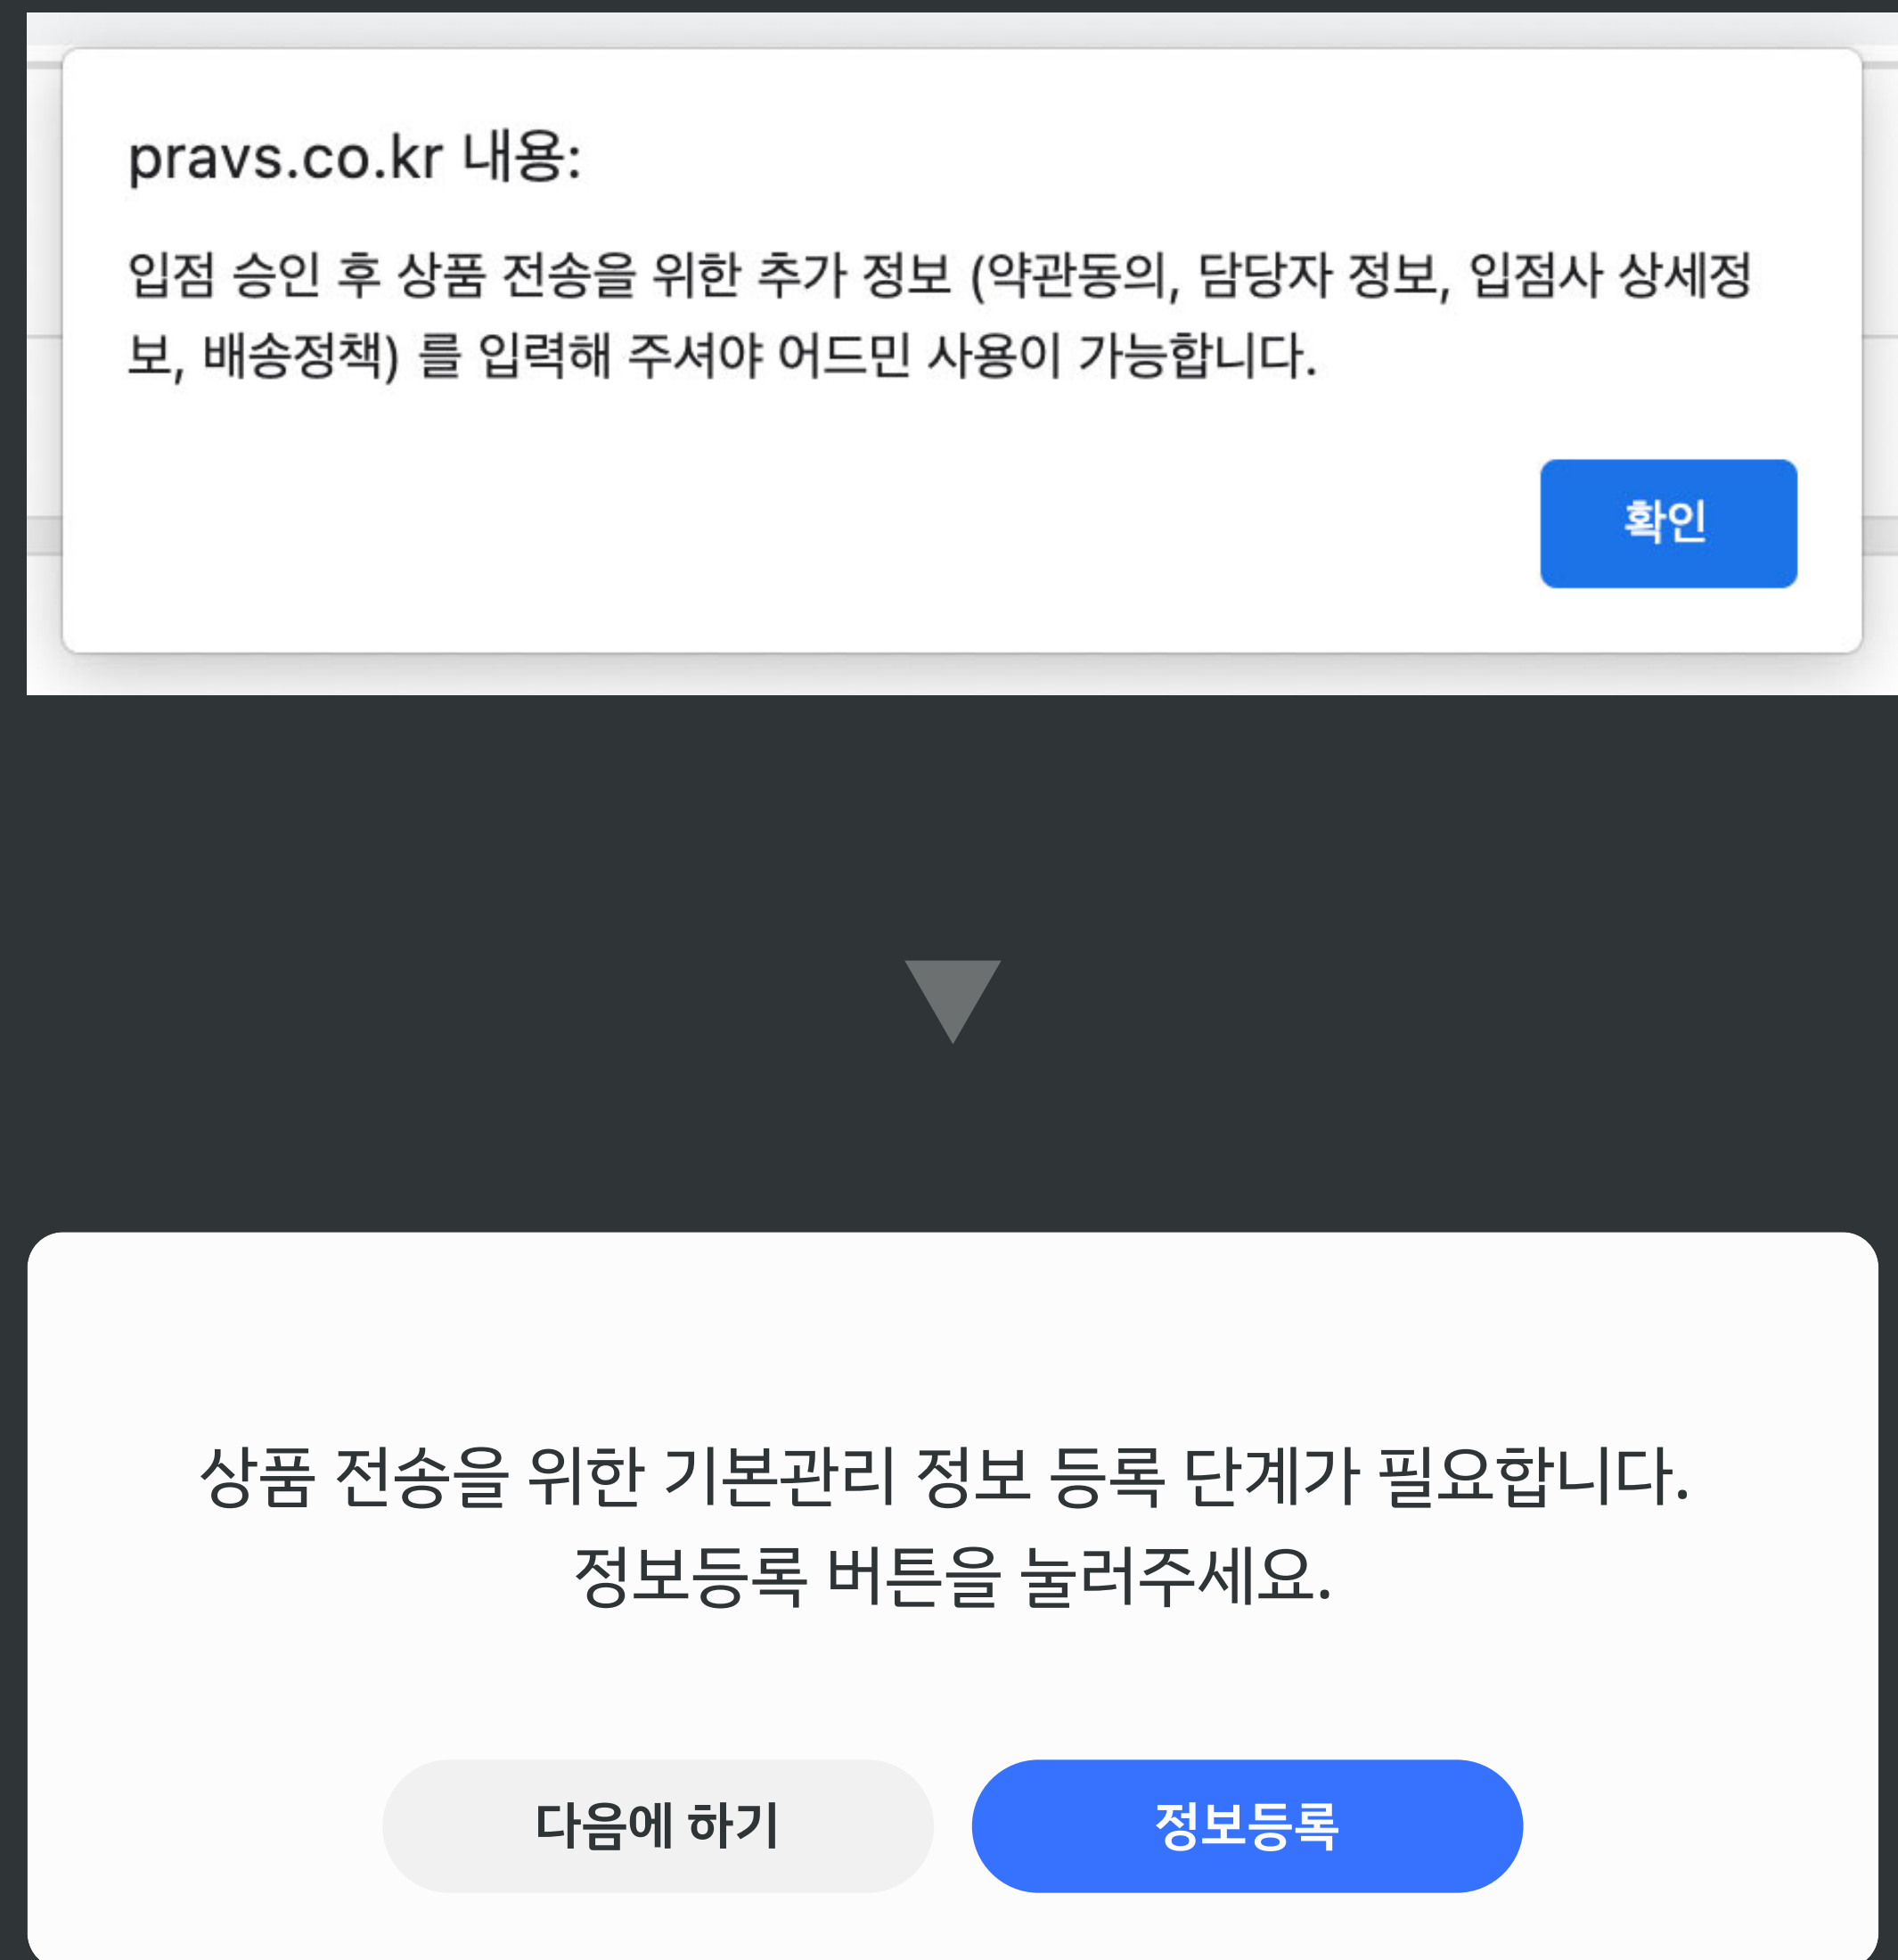 pravs.co.kr 내용:
입점 승인 후 상품 전송을 위한 추가 정보 (약관동의, 담당자 정보, 입점사 상세정
보, 배송정책) 를 입력해 주셔야 어드민 사용이 가능합니다.
확인
상품 전송을 위한 기본관리 정보 등록 단계가 필요합니다.
정보등록 버튼을 눌러주세요.
다음에 하기
정보등록